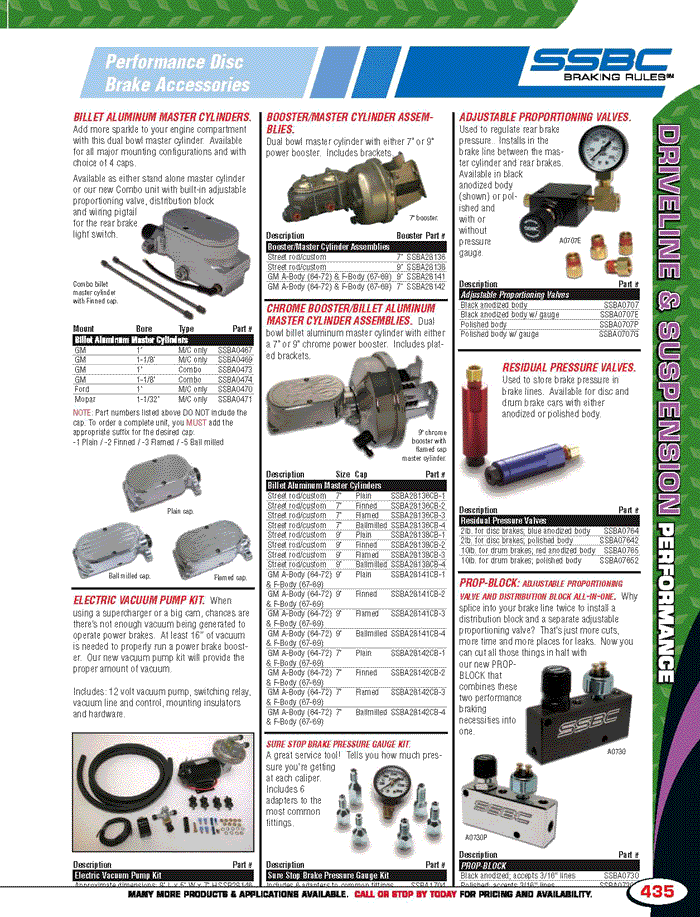 Performance Disc
Brake Accessories
SSBC
BRAKING RULES
BILLET ALUMINUM MASTER CYLINDERS.
Add more sparkle to your engine compartment
with this dual bowl master cylinder. Available
for all major mounting configurations and with
choice of 4 caps.
Available as either stand alone master cylinder
or our new Combo unit with built-in adjustable
proportioning valve, distribution block
and wiring pigtail
for the rear brake
light switch.
Combo billet
master cylinder
with Finned cap.
Mount Bore Type Part #
Billet Aluminum Master Cylinders
GM 1" M/C only SSBA0467
GM 1-1/8" M/C only SSBA0469
GM 1" Combo SSBA0473
GM 1-1/8" Combo SSBA0474
Ford 1" M/C only SSBA0470
Mopar 1-1/32" M/C only SSBA0471
NOTE: Part numbers listed above DO NOT include the
cap. To order a complete unit, you MUST add the
appropriate suffix for the desired cap.
-1 Plain / -2 Finned / -3 Flamed / -5 Ball milled
Plain cap.
Ball milled cap.
Flamed cap.
ELECTRIC VACUUM PUMP KIT. When
using a supercharger or a big cam, chances are
there's not enough vacuum being generated to
operate power brakes. At least 16" of vacuum
is needed to properly run a power brake boost-
er. Our new vacuum pump kit will provide the
proper amount of vacuum.
Includes: 12 volt vacuum pump, switching relay,
vacuum line and control, mounting insulators
and hardware.
Description Part #
Electric Vacuum Pump Kit
BOOSTER/MASTER CYLINDER ASSEM-
BLIES.
Dual bowl master cylinder with either 7" or 9"
power booster. Includes brackets.
7" booster.
Description Booster Part #
Booster/Master Cylinder Assemblies
Street rod/custom 7" SSBA28136
Street rod/custom 9" SSBA28138
GM A-Body (64-72) & F-Body (67-69) 9" SSBA28141
GM A-Body (64-72) & F-Body (67-69) 7" SSBA28142
CHROME BOOSTER/BILLET ALUMINUM
MASTER CYLINDER ASSEMBLIES. Dual
bowl billet aluminum master cylinder with either
a 7" or 9" chrome power booster. Includes plat-
ed brackets.
9" chrome
booster with
flamed cap
master cylinder.
Description Size Cap Part #
Billet Aluminum Master Cylinders
Street rod/custom 7" Plain SSBA28136CB-1
Street rod/custom 7" Finned SSBA28136CB-2
Street rod/custom 7" Flamed SSBA28136CB-3
Street rod/custom 7" Ballmilled SSBA28136CB-4
Street rod/custom 9" Plain SSBA28138CB-1
Street rod/custom 9" Finned SSBA28138CB-2
Street rod/custom 9" Flamed SSBA28138CB-3
Street rod/custom 9" Ballmilled SSBA28138CB-4
GM A-Body (64-72) 9" Plain SSBA28141CB-1
& F-Body (67-69)
GM A-Body (64-72) 9" Finned SSBA28141CB-2
& F-Body (67-69)
GM A-Body (64-72) 9" Flamed SSBA28141CB-3
& F-Body (67-69)
GM A-Body (64-72) 9" Ballmilled SSBA28141CB-4
& F-Body (67-69)
GM A-Body (64-72) 7" Plain SSBA28142CB-1
& F-Body (67-69)
GM A-Body (64-72) 7" Finned SSBA28142CB-2
& F-Body (67-69)
GM A-Body (64-72) 7" Flamed SSBA28142CB-3
& F-Body (67-69)
GM A-Body (64-72) 7" Ballmilled SSBA28142CB-4
& F-Body (67-69)
SURE STOP BRAKE PRESSURE GAUGE KIT.
A great service tool! Tells you how much pres-
sure you're getting
at each caliper.
Includes 6
adapters to the
most common
fittings.
Description Part #
Sure Stop Brake Pressure Gauge Kit
Includes 6 adapters to common fittings
ADJUSTABLE PROPORTIONING VALVES.
Used to regulate rear brake
pressure. Installs in the
brake line between the mas-
ter cylinder and rear brakes.
Available in black
anodized body
(shown) or pol-
ished and
with or
without
pressure
gauge.
A0707E
Description Part #
Adjustable Proportioning Valves
Black anodized body SSBA0707
Black anodized body w/ gauge SSBA0707E
Polished body SSBA0707P
Polished body w/ gauge SSBA0707G
RESIDUAL PRESSURE VALVES.
Used to store brake pressure in
brake lines. Available for disc and
drum brake cars with either
anodized or polished body.
Description Part #
Residual Pressure Valves
2lb. for disc brakes; blue anodized body SSBA0764
2lb. for disc brakes; polished body SSBA07642
10lb. for drum brakes; red anodized body SSBA0765
10lb. for drum brakes; polished body SSBA07652
PROP-BLOCK: ADJUSTABLE PROPORTIONING
VALVE AND DISTRIBUTION BLOCK ALL-IN-ONE. Why
splice into your brake line twice to install a
distribution block and a separate adjustable
proportioning valve? That's just more cuts,
more time and more places for leaks. Now you
can cut all those things in half with
our new PROP-
BLOCK that
combines these
two performance
braking
necessities into
one.
SSBC
A0730
SSBC
A0730P
Description Part #
PROP-BLOCK
Black anodized; accepts 3/16" lines SSBA0730
Polished; accepts 3/16" lines
DRIVELINE & SUSPENSION PERFORMANCE
MANY MORE PRODUCTS & APPLICATIONS AVAILABLE. CALL OR STOP BY TODAY FOR PRICING AND AVAILABILITY.
435